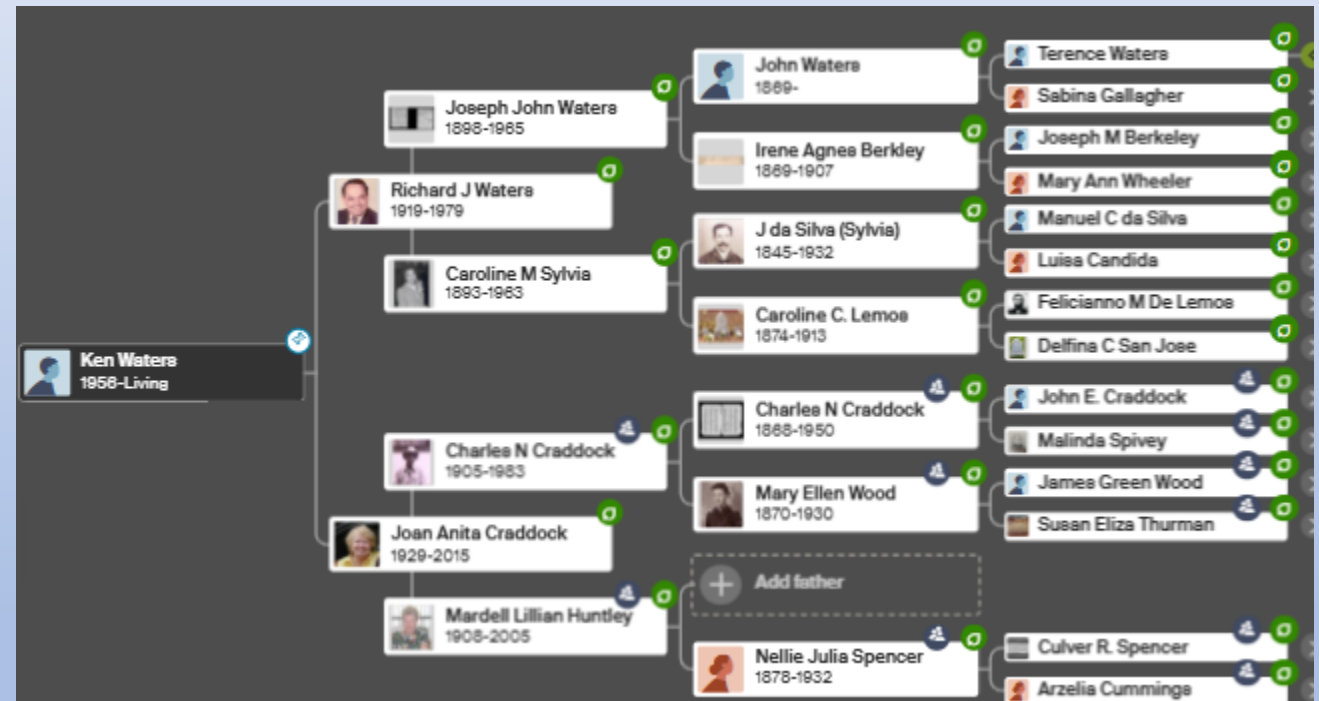 Ken Waters
1956-Living
Richard J Waters
1919-1979
Joan Anita Craddock
1929-2015
Joseph John Waters
1898-1965
Caroline M Sylvia
1893-1963
Charles N Craddock
1905-1983
Mardell Lillian Huntley
1908-2005
John Waters
1869-
Irene Agnes Berkley
1869-1907
J da Silva (Sylvia)
1845-1932
Caroline C. Lemos
1874-1913
Charles N Craddock
1868-1950
Mary Ellen Wood
1870-1930
Add father
Nellie Julia Spencer
1878-1932
Terence Waters
Sabina Gallagher
Joseph M Berkeley
Mary Ann Wheeler
Manuel C da Silva
Luisa Candida
Felicianno M De Lemos
Delfina C San Jose
John E. Craddock
Malinda Spivey
James Green Wood
Susan Eliza Thurman
Culver R. Spencer
Arzelia Cummings